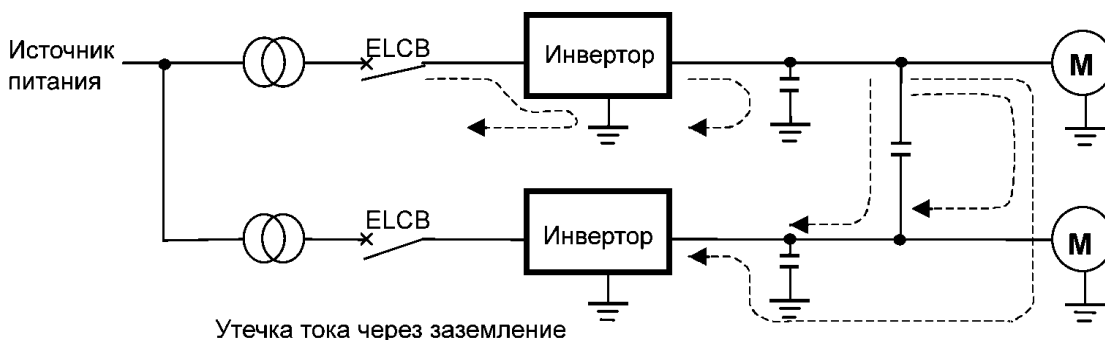 Источник
питания
ELCB
Инвертор
M
ELCB
Инвертор
M
Утечка тока через заземление